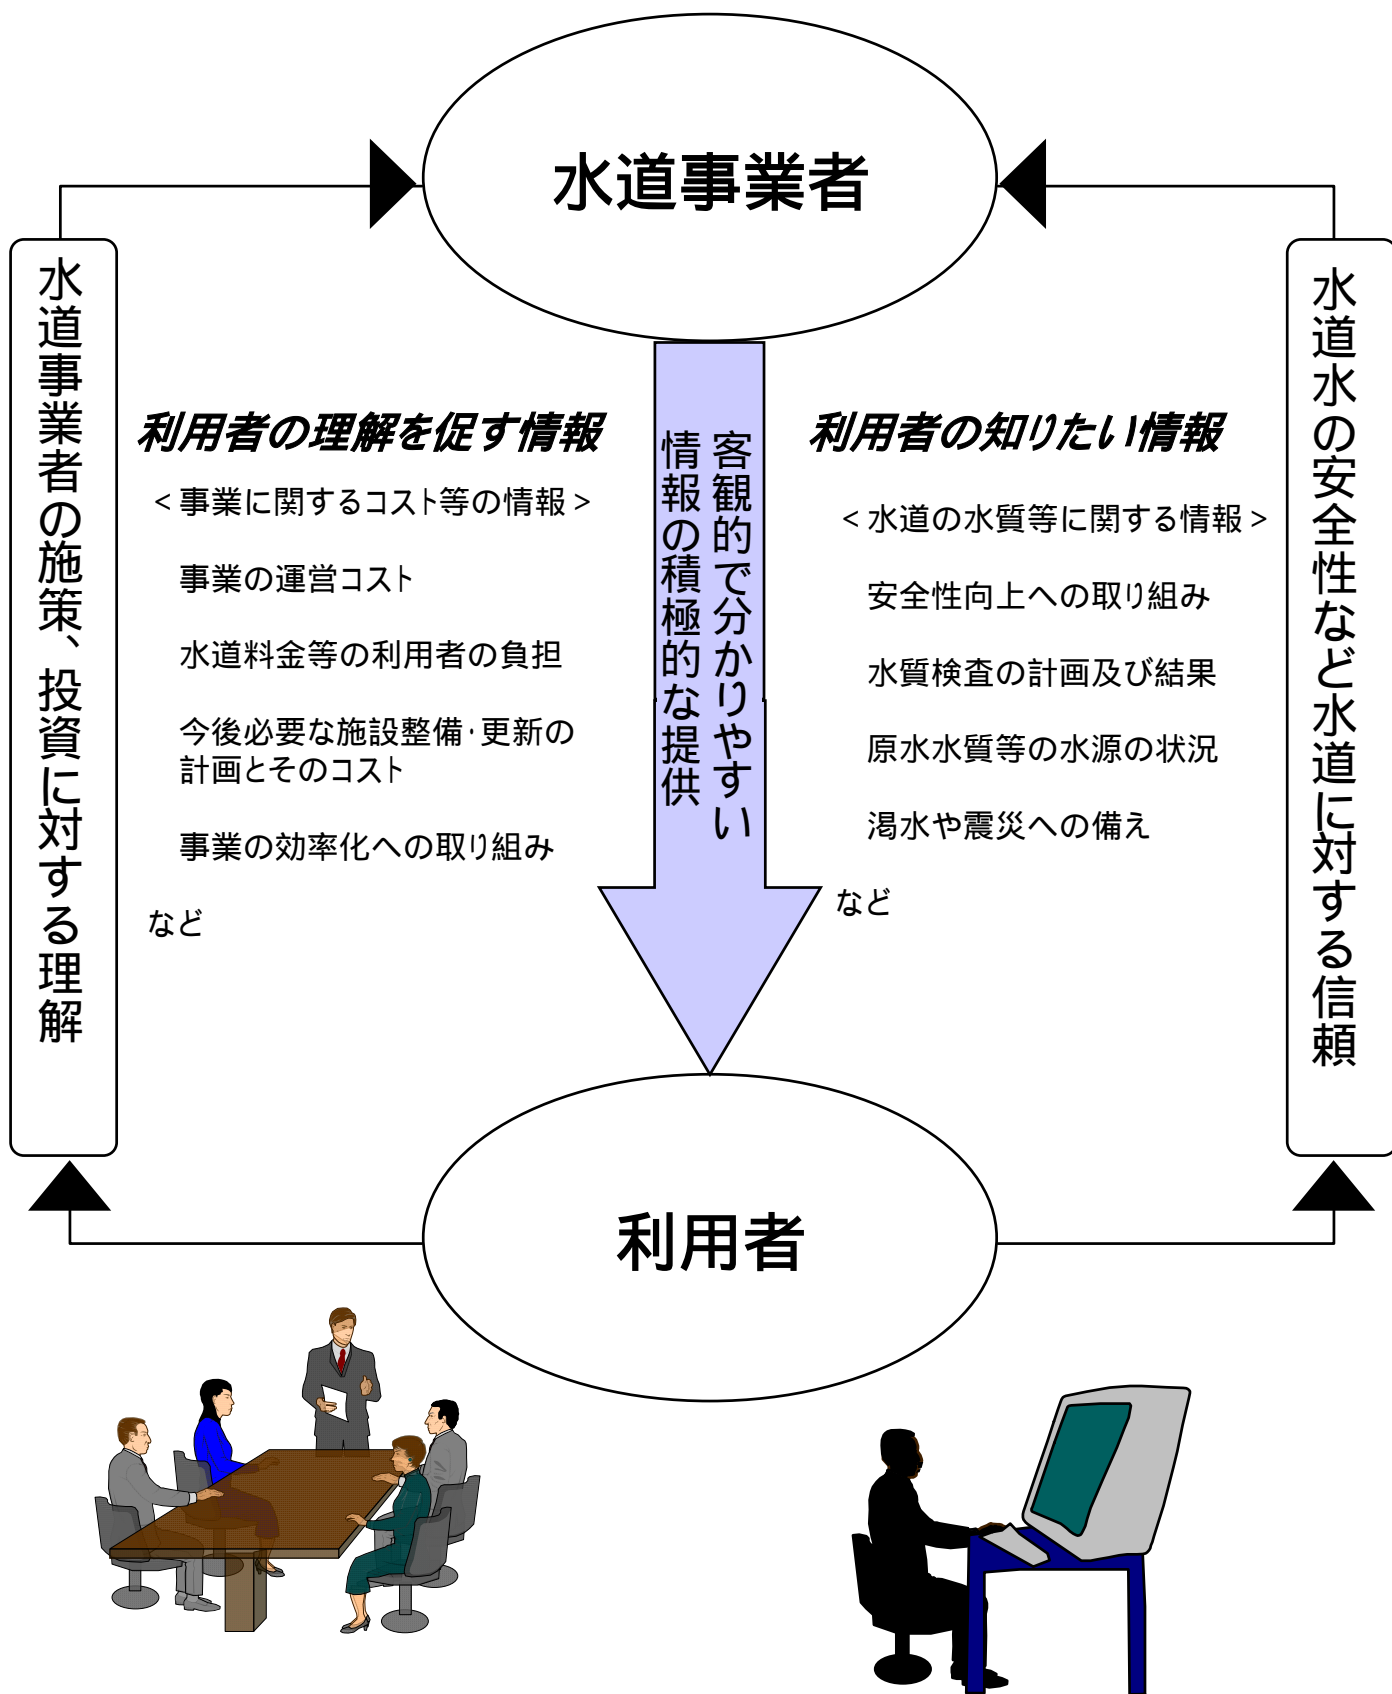 水道事業者
水道事業者の施策、投資に対する理解
利用者の理解を促す情報
＜事業に関するコスト等の情報＞
事業の運営コスト
水道料金等の利用者の負担
今後必要な施設整備・更新の
計画とそのコスト
事業の効率化への取り組み
など
客観的で分かりやすい
情報の積極的な提供
利用者の知りたい情報
＜水道の水質等に関する情報＞
安全性向上への取り組み
水質検査の計画及び結果
原水水質等の水源の状況
渇水や震災への備え
など
水道水の安全性など水道に対する信頼
利用者